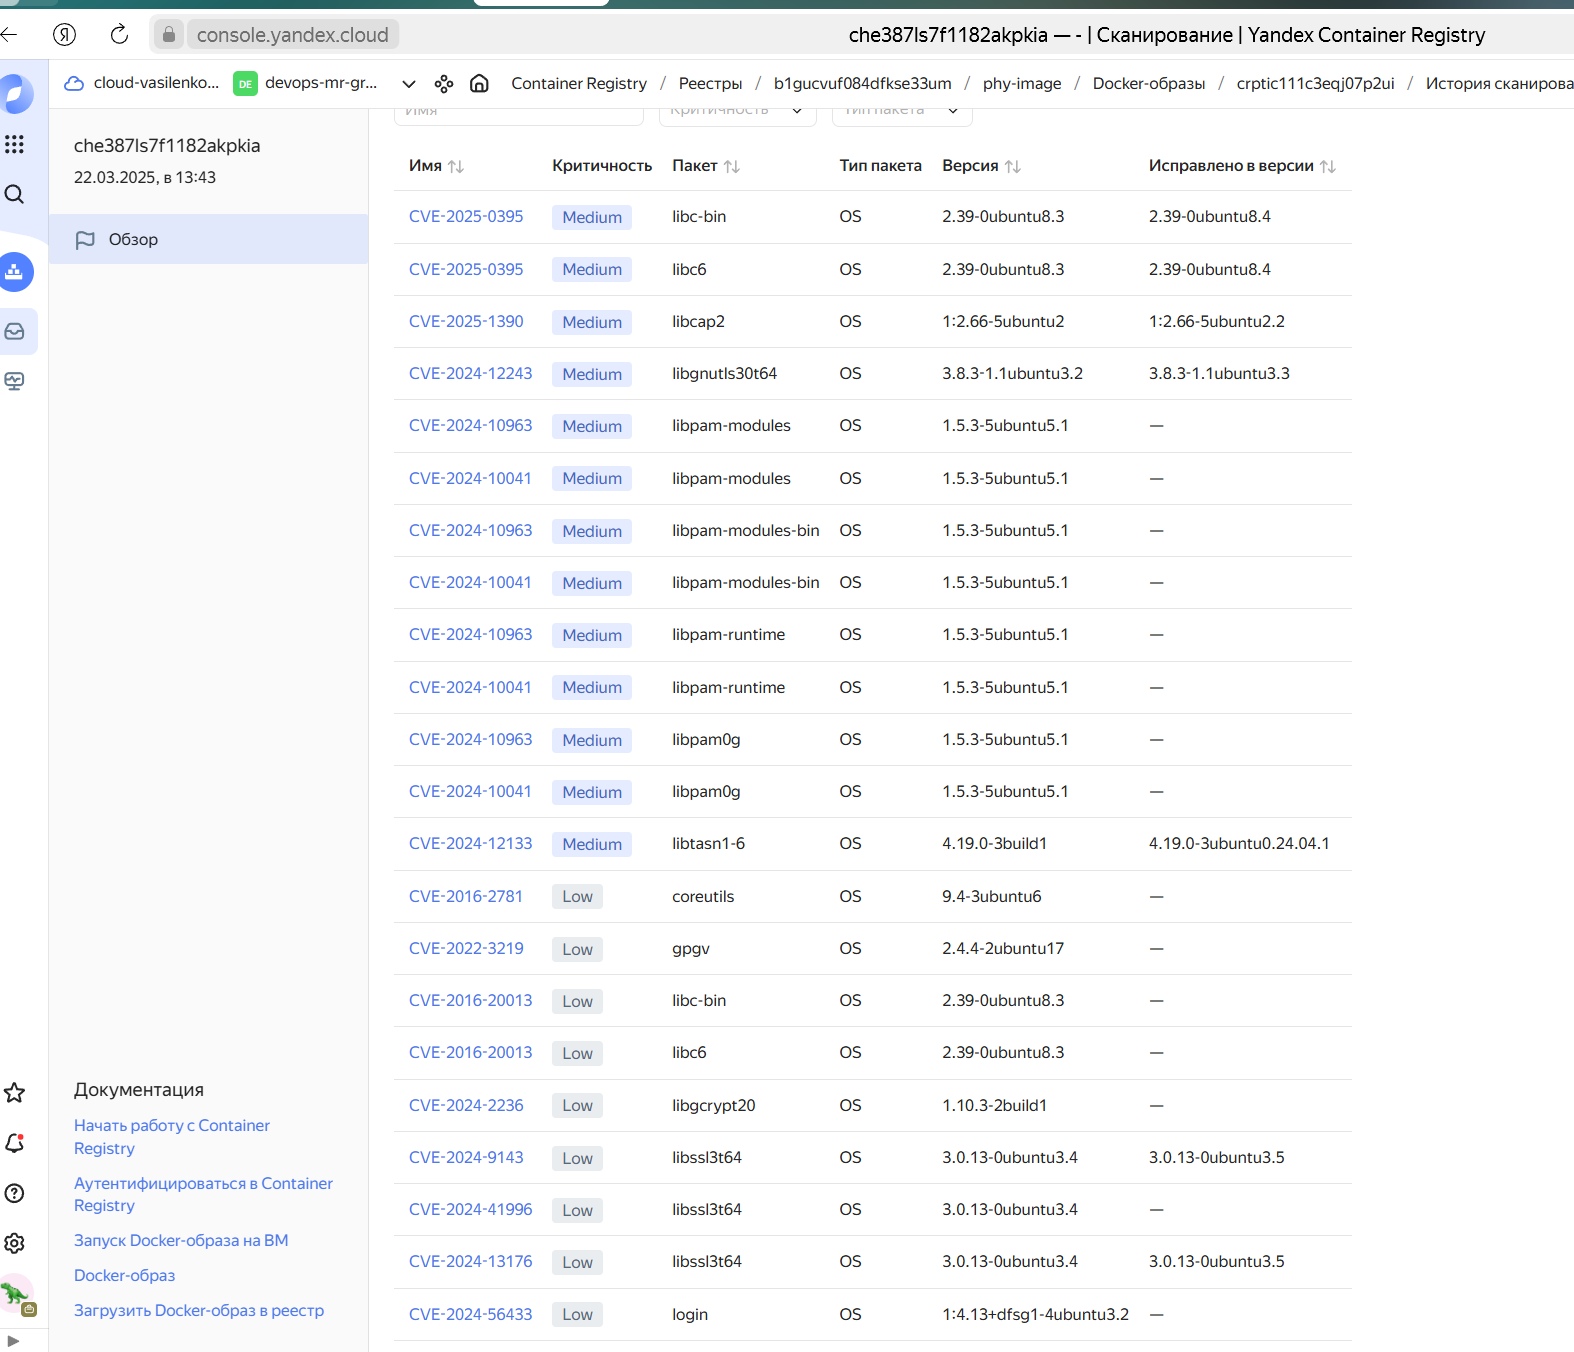 Я
console.yandex.cloud
che387ls7f1182akpkia — - | Сканирование | Yandex Container Registry
cloud-vasilenko...
DE
devops-mr-gr...
Container Registry / Реестры / b1gucvuf084dfkse33um / phy-image / Docker-образы / crptic111c3eqj07p2ui / История сканирова
che387ls7f1182akpkia
22.03.2025, в 13:43
Обзор
Имя Критичность Тип пакета
Имя Критичность Пакет Тип пакета Версия Исправлено в версии
CVE-2025-0395 Medium libc-bin OS 2.39-0ubuntu8.3 2.39-0ubuntu8.4
CVE-2025-0395 Medium libc6 OS 2.39-0ubuntu8.3 2.39-0ubuntu8.4
CVE-2025-1390 Medium libcap2 OS 1:2.66-5ubuntu2 1:2.66-5ubuntu2.2
CVE-2024-12243 Medium libgnutls30t64 OS 3.8.3-1.1ubuntu3.2 3.8.3-1.1ubuntu3.3
CVE-2024-10963 Medium libpam-modules OS 1.5.3-5ubuntu5.1 —
CVE-2024-10041 Medium libpam-modules OS 1.5.3-5ubuntu5.1 —
CVE-2024-10963 Medium libpam-modules-bin OS 1.5.3-5ubuntu5.1 —
CVE-2024-10041 Medium libpam-modules-bin OS 1.5.3-5ubuntu5.1 —
CVE-2024-10963 Medium libpam-runtime OS 1.5.3-5ubuntu5.1 —
CVE-2024-10041 Medium libpam-runtime OS 1.5.3-5ubuntu5.1 —
CVE-2024-10963 Medium libpam0g OS 1.5.3-5ubuntu5.1 —
CVE-2024-10041 Medium libpam0g OS 1.5.3-5ubuntu5.1 —
CVE-2024-12133 Medium libtasn1-6 OS 4.19.0-3build1 4.19.0-3ubuntu0.24.04.1
CVE-2016-2781 Low coreutils OS 9.4-3ubuntu6 —
CVE-2022-3219 Low gpgv OS 2.4.4-2ubuntu17 —
CVE-2016-20013 Low libc-bin OS 2.39-0ubuntu8.3 —
CVE-2016-20013 Low libc6 OS 2.39-0ubuntu8.3 —
CVE-2024-2236 Low libgcrypt20 OS 1.10.3-2build1 —
CVE-2024-9143 Low libssl3t64 OS 3.0.13-0ubuntu3.4 3.0.13-0ubuntu3.5
CVE-2024-41996 Low libssl3t64 OS 3.0.13-0ubuntu3.4 —
CVE-2024-13176 Low libssl3t64 OS 3.0.13-0ubuntu3.4 3.0.13-0ubuntu3.5
CVE-2024-56433 Low login OS 1:4.13+dfsg1-4ubuntu3.2 —
Документация
Начать работу с Container
Registry
Аутентифицироваться в Container
Registry
Запуск Docker-образа на ВМ
Docker-образ
Загрузить Docker-образ в реестр